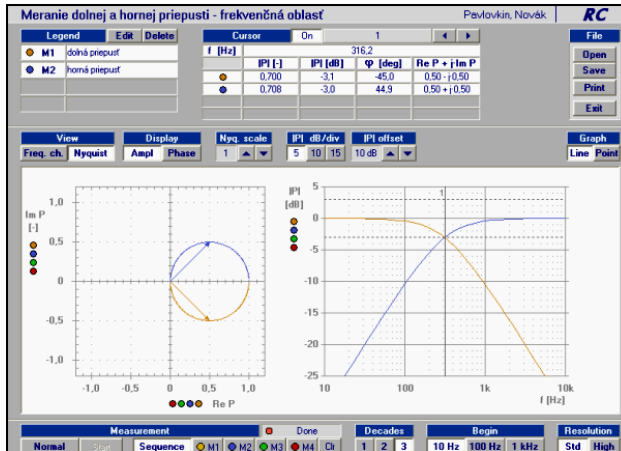 Meranie dolnej a hornej priepusti - frekvenčná oblasť Pavlovkin, Novák RC
Legend Edit Delete Cursor On 1 File
M1 dolná priepusť f [Hz] 316,2 Open
M2 horná priepusť |P| [-] |P| [dB] φ [deg] Re P + j·Im P Save
0,700 -3,1 -45,0 0,50 - j 0,50 Print
0,708 -3,0 44,9 0,50 + j 0,50
Exit
View Display Nyq. scale |P| dB/div |P| offset Graph
Freq. ch. Nyquist Ampl Phase 1 5 10 15 10 dB Line Point
Im P
[-]
1,0
0,5
0
-0,5
-1,0
-1,0 -0,5 0 0,5 1,0
Re P
|P|
[dB]
1
5
0
-5
-10
-15
-20
-25
10 100 1k 10k
f [Hz]
Measurement Done Decades Begin Resolution
Normal Start Sequence M1 M2 M3 M4 Clr 1 2 3 10 Hz 100 Hz 1 kHz Std High